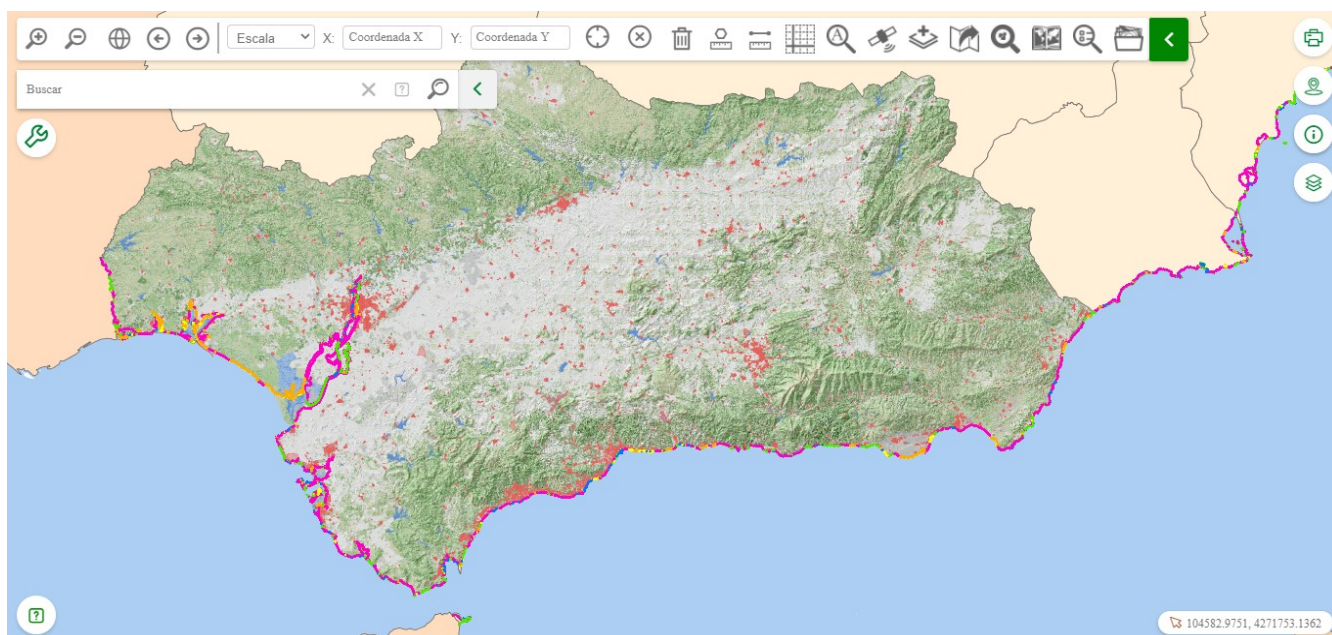 Escala X: Coordenada X Y: Coordenada Y A
Buscar ?
?
104582.9751, 4271753.1362